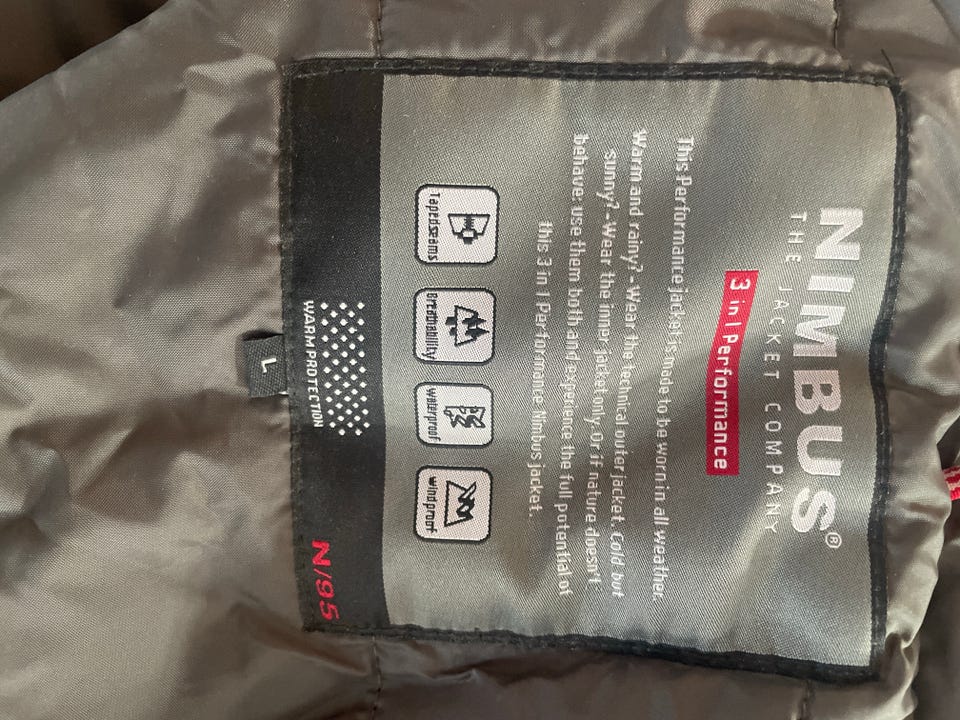 NIMBUS®
THE JACKET COMPANY
3 in 1 Performance
This Performance jacket is made to be worn in all weather.
Warm and rainy? - Wear the technical outer jacket. Cold but
sunny? - Wear the inner jacket only. Or if nature doesn't
behave: use them both and experience the full potential of
this 3 in 1 Performance Nimbus jacket.
Tapedseams Breathability waterproof windproof
WARM PROTECTION
N/95
L